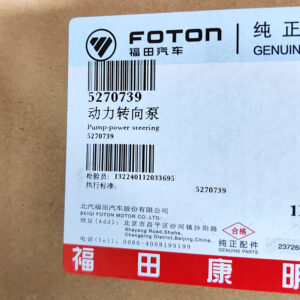 FOTON
福田汽车
纯正
GENUIN
5270739
动力转向泵
Pump-power steering
5270739
检验员: 132240112033695
执行标准:
5270739
北汽福田汽车股份有限公司
BEIQI FOTON MOTOR CO.,LTD.
地址(Add): 北京市昌平区沙河镇沙阳路
Shayang Road,Shahe,
Changping District,Beijing,China
电话(Tel): 0086-4008199199
合格
纯正配件
23726
福田康明